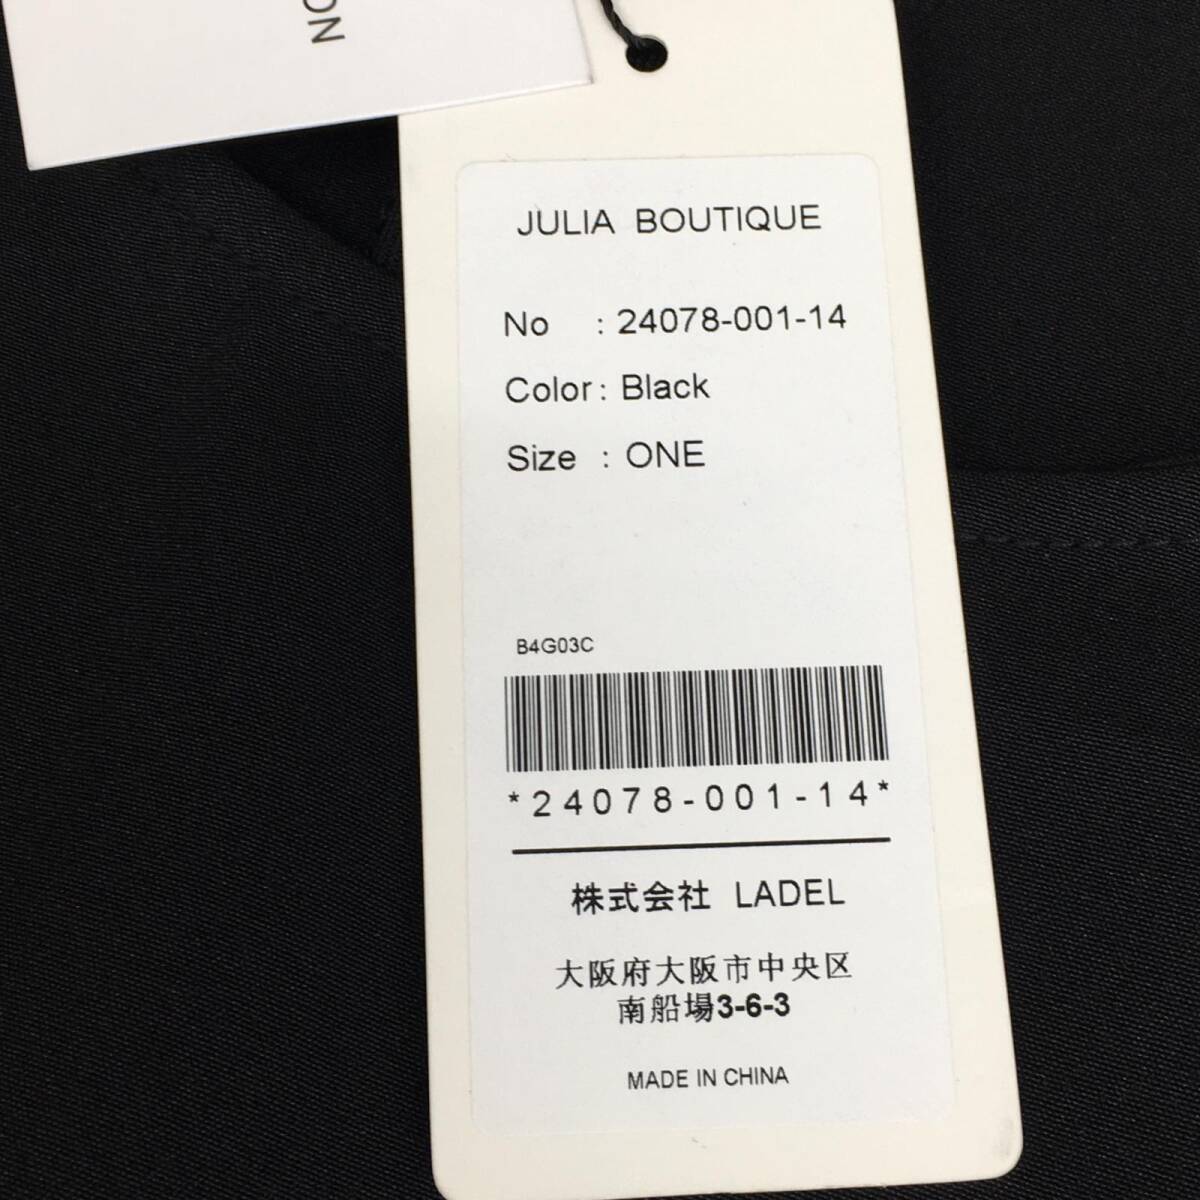 NO
JULIA BOUTIQUE
No : 24078-001-14
Color : Black
Size : ONE
B4G03C
*24078-001-14*
株式会社 LADEL
大阪府大阪市中央区
南船場3-6-3
MADE IN CHINA